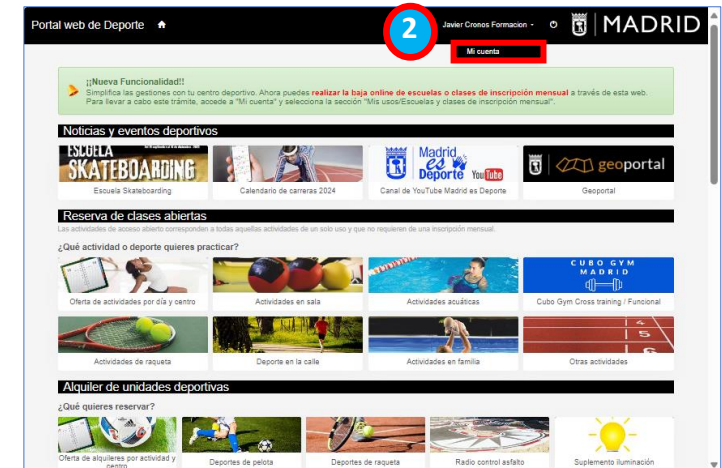 Portal web de Deporte
2
Javier Cronos Formacion
MADRID
Mi cuenta
¡¡Nueva Funcionalidad!!
Simplifica las gestiones con tu centro deportivo. Ahora puedes realizar la baja online de escuelas o clases de inscripción mensual a través de esta web.
Para llevar a cabo este trámite, accede a "Mi cuenta" y selecciona la sección "Mis usos/Escuelas y clases de inscripción mensual".
Noticias y eventos deportivos
ESCUELA
SKATEBOARDING
Madrid
es
Deporte YouTube
geoportal
Escuela Skateboarding
Calendario de carreras 2024
Canal de YouTube Madrid es Deporte
Geoportal
Reserva de clases abiertas
Las actividades de acceso abierto corresponden a todas aquellas actividades de un solo uso y que no requieren de una inscripción mensual.
¿Qué actividad o deporte quieres practicar?
CUBO GYM
MADRID
Oferta de actividades por día y centro
Actividades en sala
Actividades acuáticas
Cubo Gym Cross training / Funcional
4
5
6
Actividades de raqueta
Deporte en la calle
Actividades en familia
Otras actividades
Alquiler de unidades deportivas
¿Qué quieres reservar?
Oferta de alquileres por actividad y
centro
Deportes de pelota
Deportes de raqueta
Radio control asfalto
Suplemento iluminación